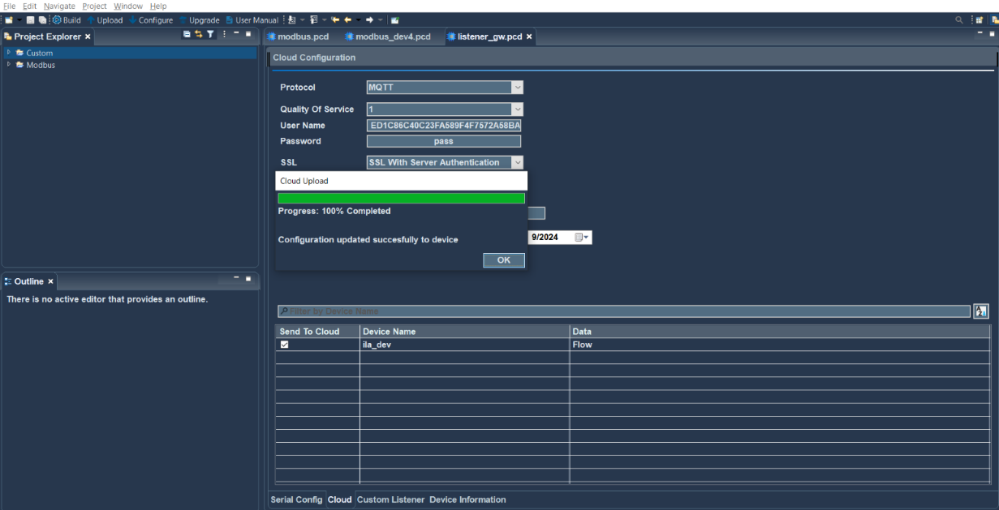 File Edit Navigate Project Window Help
Build Upload Configure Upgrade User Manual
Project Explorer
Custom
Modbus
Outline
There is no active editor that provides an outline.
modbus.pcd modbus_dev4.pcd listener_gw.pcd
Cloud Configuration
Protocol MQTT
Quality Of Service 1
User Name ED1C86C40C23FA589F4F7572A58BA
Password pass
SSL SSL With Server Authentication
Cloud Upload
Progress: 100% Completed
Configuration updated succesfully to device
9/2024
OK
Filter by Device Name
Send To Cloud Device Name Data
ila_dev Flow
Serial Config Cloud Custom Listener Device Information